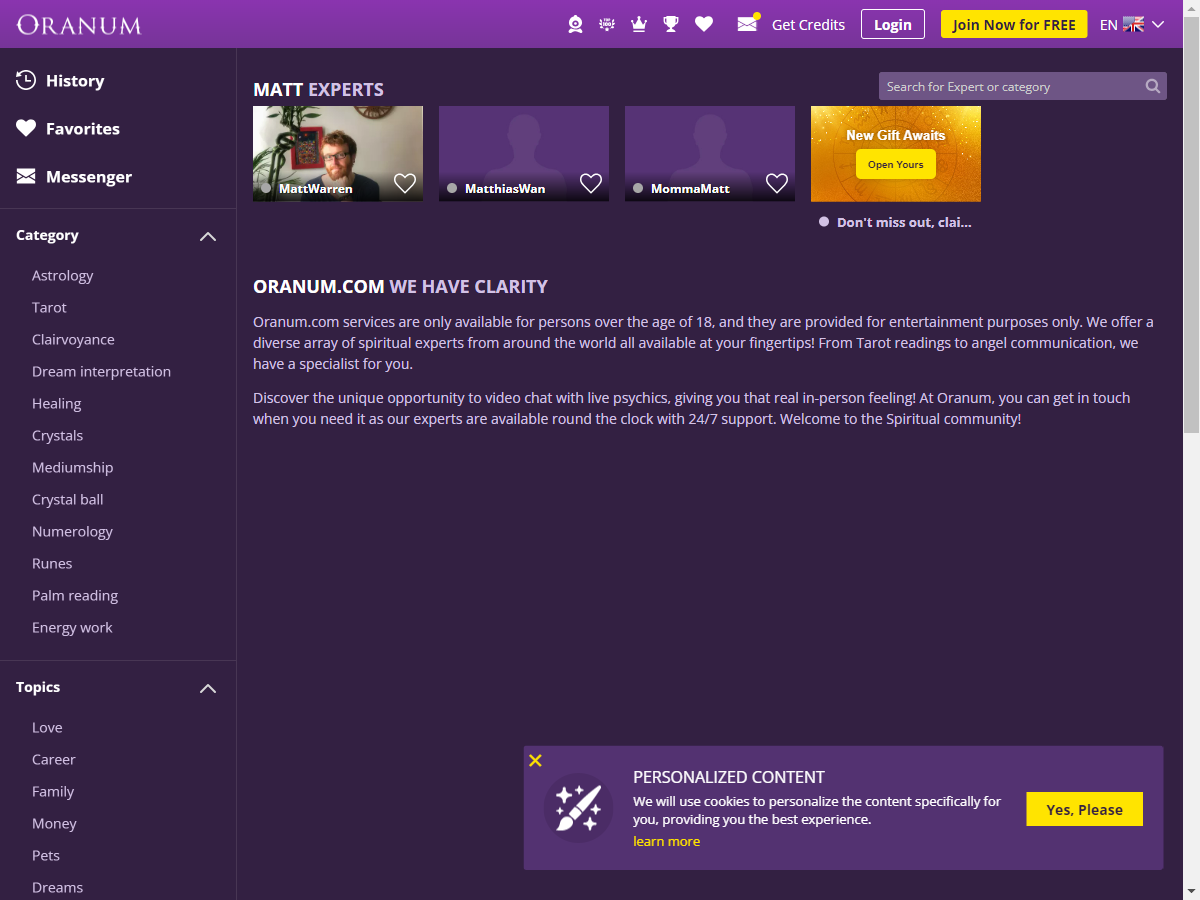 ORANUM
Get Credits
Login
Join Now for FREE
EN
History
Favorites
Messenger
Category
Astrology
Tarot
Clairvoyance
Dream interpretation
Healing
Crystals
Mediumship
Crystal ball
Numerology
Runes
Palm reading
Energy work
Topics
Love
Career
Family
Money
Pets
Dreams
MATT EXPERTS
Search for Expert or category
MattWarren
MatthiasWan
MommaMatt
New Gift Awaits
Open Yours
Don't miss out, clai...
ORANUM.COM WE HAVE CLARITY
Oranum.com services are only available for persons over the age of 18, and they are provided for entertainment purposes only. We offer a
diverse array of spiritual experts from around the world all available at your fingertips! From Tarot readings to angel communication, we
have a specialist for you.
Discover the unique opportunity to video chat with live psychics, giving you that real in-person feeling! At Oranum, you can get in touch
when you need it as our experts are available round the clock with 24/7 support. Welcome to the Spiritual community!
PERSONALIZED CONTENT
We will use cookies to personalize the content specifically for
you, providing you the best experience.
learn more
Yes, Please